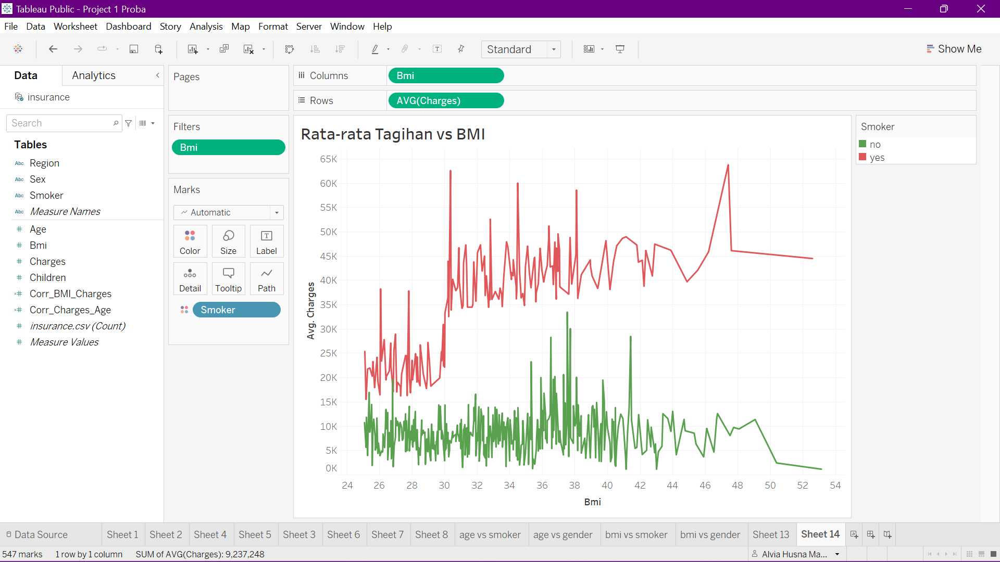 Tableau Public - Project 1 Proba
File Data Worksheet Dashboard Story Analysis Map Format Server Window Help
Standard
Show Me
Data Analytics
insurance
Search
Tables
Abc Region
Abc Sex
Abc Smoker
Abc Measure Names
# Age
# Bmi
# Charges
# Children
=# Corr_BMI_Charges
=# Corr_Charges_Age
# insurance.csv (Count)
# Measure Values
Pages
Filters
Bmi
Marks
Automatic
Color Size Label
Detail Tooltip Path
Smoker
Columns Bmi
Rows AVG(Charges)
Rata-rata Tagihan vs BMI
65K
60K
55K
50K
45K
40K
35K
30K
25K
20K
15K
10K
5K
0K
Avg. Charges
24 26 28 30 32 34 36 38 40 42 44 46 48 50 52 54
Bmi
Smoker
no
yes
Data Source Sheet 1 Sheet 2 Sheet 4 Sheet 5 Sheet 3 Sheet 6 Sheet 7 Sheet 8 age vs smoker age vs gender bmi vs smoker bmi vs gender Sheet 13 Sheet 14
547 marks 1 row by 1 column SUM of AVG(Charges): 9,237,248 Alvia Husna Ma...